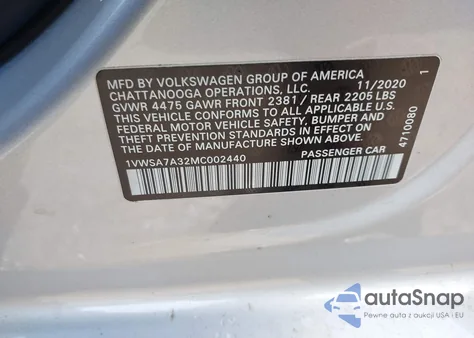 MFD BY VOLKSWAGEN GROUP OF AMERICA
CHATTANOOGA OPERATIONS, LLC. 11/2020 1
GVWR 4475 GAWR FRONT 2381 / REAR 2205 LBS
THIS VEHICLE CONFORMS TO ALL APPLICABLE
FEDERAL MOTOR VEHICLE SAFETY, BUMPER AND
THEFT PREVENTION STANDARDS IN EFFECT ON
THE DATE OF MANUFACTURE SHOWN ABOVE.
1VWSA7A32MC002440 PASSENGER CAR
4710080
autoSnap
Pewne auta z aukcji USA i EU